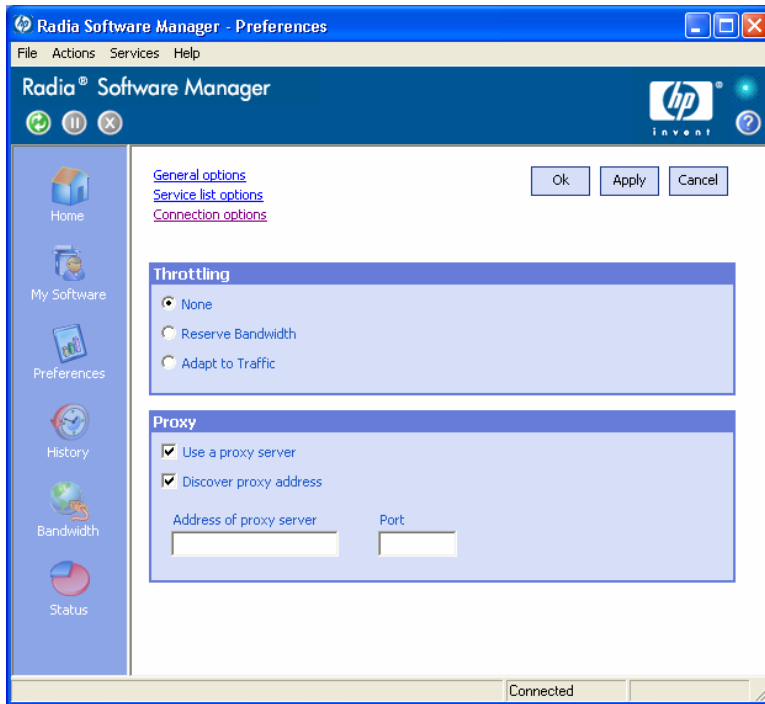 Radia Software Manager - Preferences
File Actions Services Help
Radia® Software Manager
hp
invent
®
?
Home
My Software
Preferences
History
Bandwidth
Status
General options
Service list options
Connection options
Ok Apply Cancel
Throttling
None
Reserve Bandwidth
Adapt to Traffic
Proxy
Use a proxy server
Discover proxy address
Address of proxy server Port
Connected